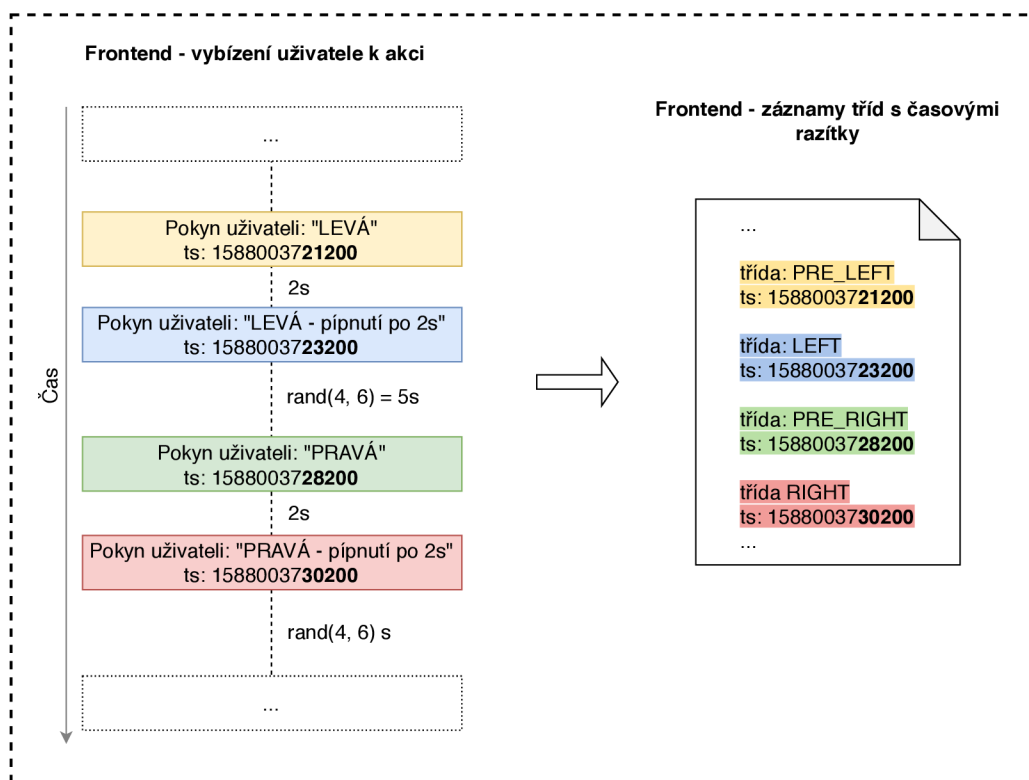 Frontend - vybízení uživatele k akci
...
Pokyn uživateli: "LEVÁ"
ts: 1588003721200
2s
Pokyn uživateli: "LEVÁ - pípnutí po 2s"
ts: 1588003723200
rand(4, 6) = 5s
Pokyn uživateli: "PRAVÁ"
ts: 1588003728200
2s
Pokyn uživateli: "PRAVÁ - pípnutí po 2s"
ts: 1588003730200
rand(4, 6) s
...
Čas
Frontend - záznamy tříd s časovými
razítky
...
třída: PRE_LEFT
ts: 1588003721200
třída: LEFT
ts: 1588003723200
třída: PRE_RIGHT
ts: 1588003728200
třída RIGHT
ts: 1588003730200
...